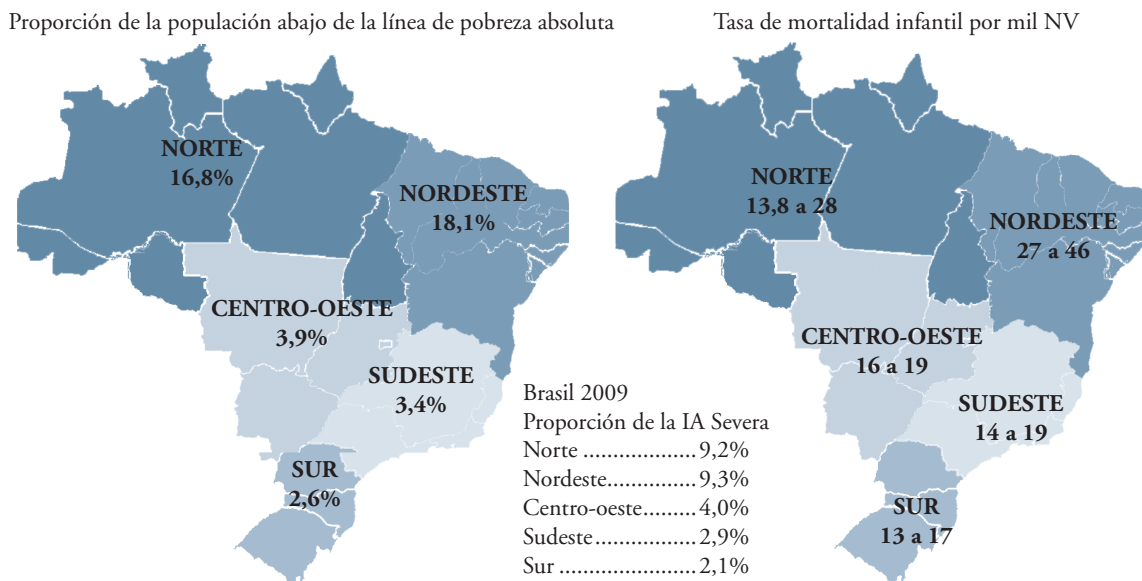 Proporción de la población abajo de la línea de pobreza absoluta
NORTE
16,8%
NORDESTE
18,1%
CENTRO-OESTE
3,9%
SUDESTE
3,4%
SUR
2,6%
Brasil 2009
Proporción de la IA Severa
Norte ....................9,2%
Nordeste................9,3%
Centro-oeste..........4,0%
Sudeste..................2,9%
Sur ........................2,1%
Tasa de mortalidad infantil por mil NV
NORTE
13,8 a 28
NORDESTE
27 a 46
CENTRO-OESTE
16 a 19
SUDESTE
14 a 19
SUR
13 a 17